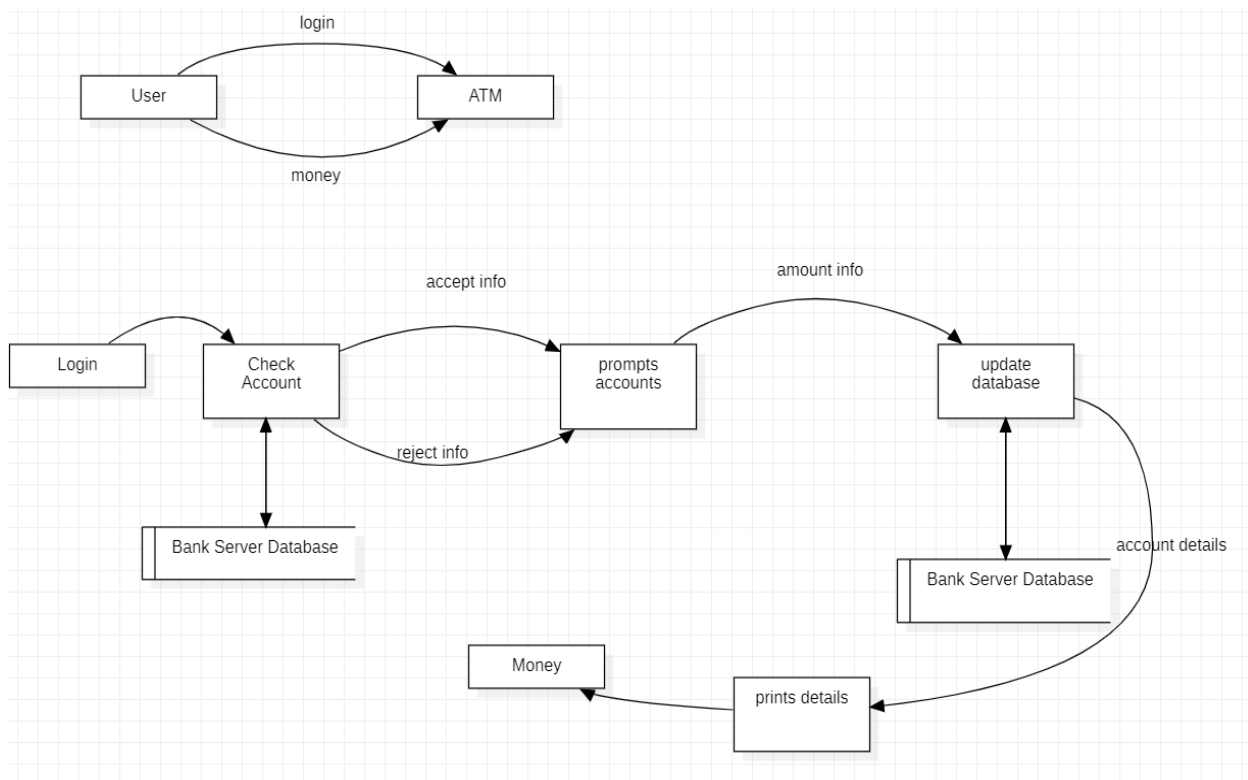 login
User
ATM
money
accept info
amount info
Login
Check
Account
prompts
accounts
update
database
reject info
Bank Server Database
account details
Bank Server Database
Money
prints details